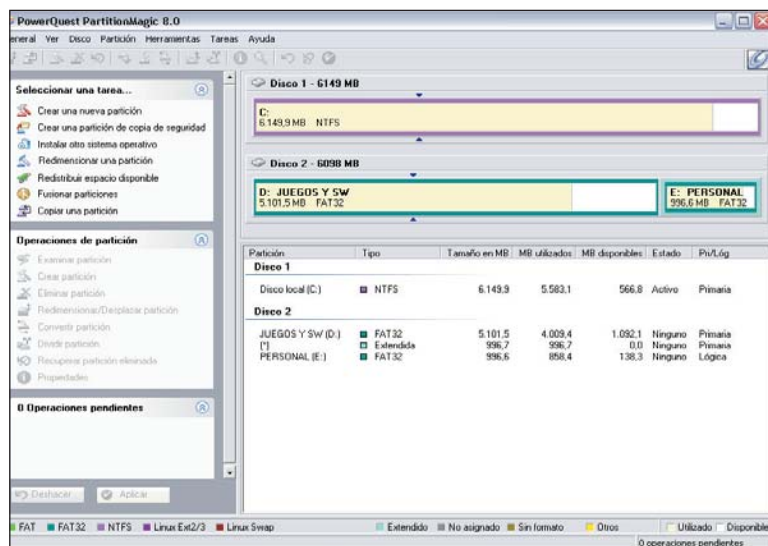 PowerQuest PartitionMagic 8.0
eneral Ver Disco Partición Herramientas Tareas Ayuda
Seleccionar una tarea...
Crear una nueva partición
Crear una partición de copia de seguridad
Instalar otro sistema operativo
Redimensionar una partición
Redistribuir espacio disponible
Fusionar particiones
Copiar una partición
Operaciones de partición
Examinar partición
Crear partición
Eliminar partición
Redimensionar/Desplazar partición
Convertir partición
Dividir partición
Recuperar partición eliminada
Propiedades
0 Operaciones pendientes
Deshacer Aplicar
Disco 1 - 6149 MB
C:
6.149,9 MB NTFS
Disco 2 - 6098 MB
D: JUEGOS Y SW
5.101,5 MB FAT32
E: PERSONAL
996,6 MB FAT32
Partición Tipo Tamaño en MB MB utilizados MB disponibles Estado Pri/Lóg
Disco 1
Disco local (C:) NTFS 6.149,9 5.583,1 566,8 Activo Primaria
Disco 2
JUEGOS Y SW (D:) FAT32 5.101,5 4.009,4 1.092,1 Ninguno Primaria
(*) Extendida 996,7 996,7 0,0 Ninguno Primaria
PERSONAL (E:) FAT32 996,6 858,4 138,3 Ninguno Lógica
FAT FAT32 NTFS Linux Ext2/3 Linux Swap Extendido No asignado Sin formato Otros Utilizado Disponible
0 operaciones pendientes